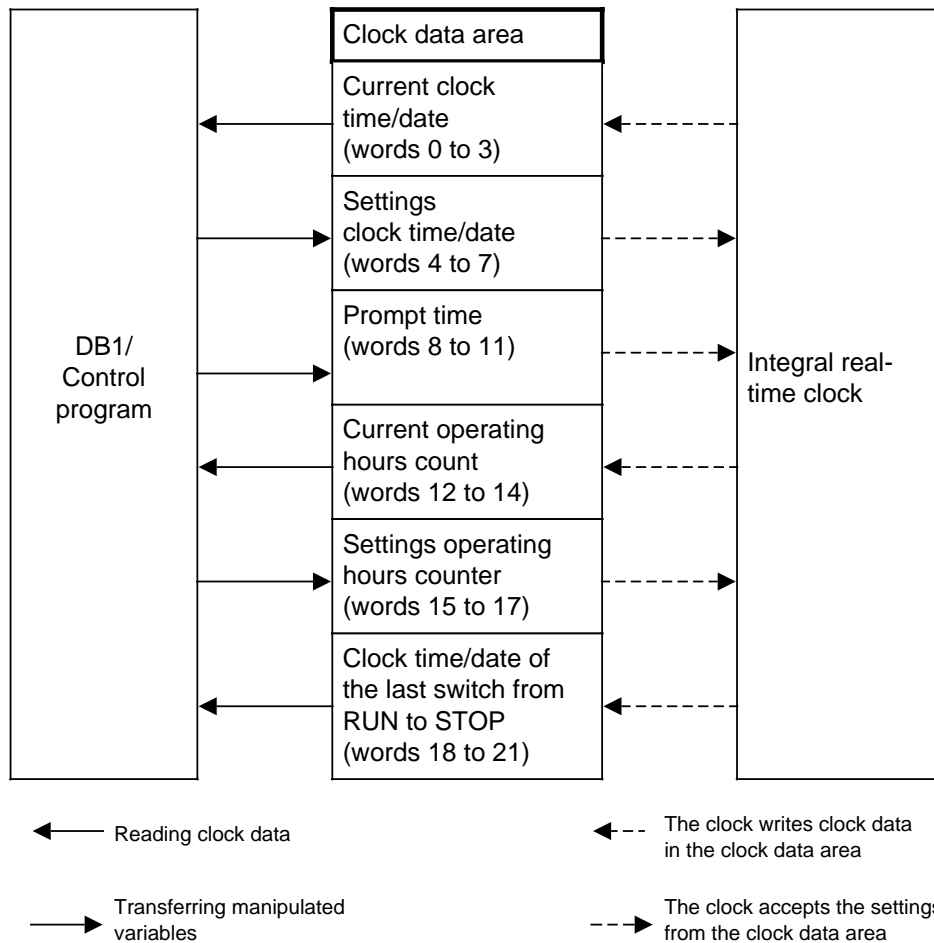 Clock data area
Current clock
time/date
(words 0 to 3)
Settings
clock time/date
(words 4 to 7)
Prompt time
(words 8 to 11)
DB1/
Control
program
Integral real-
time clock
Current operating
hours count
(words 12 to 14)
Settings operating
hours counter
(words 15 to 17)
Clock time/date of
the last switch from
RUN to STOP
(words 18 to 21)
Reading clock data
The clock writes clock data
in the clock data area
Transferring manipulated
variables
The clock accepts the settings
from the clock data area